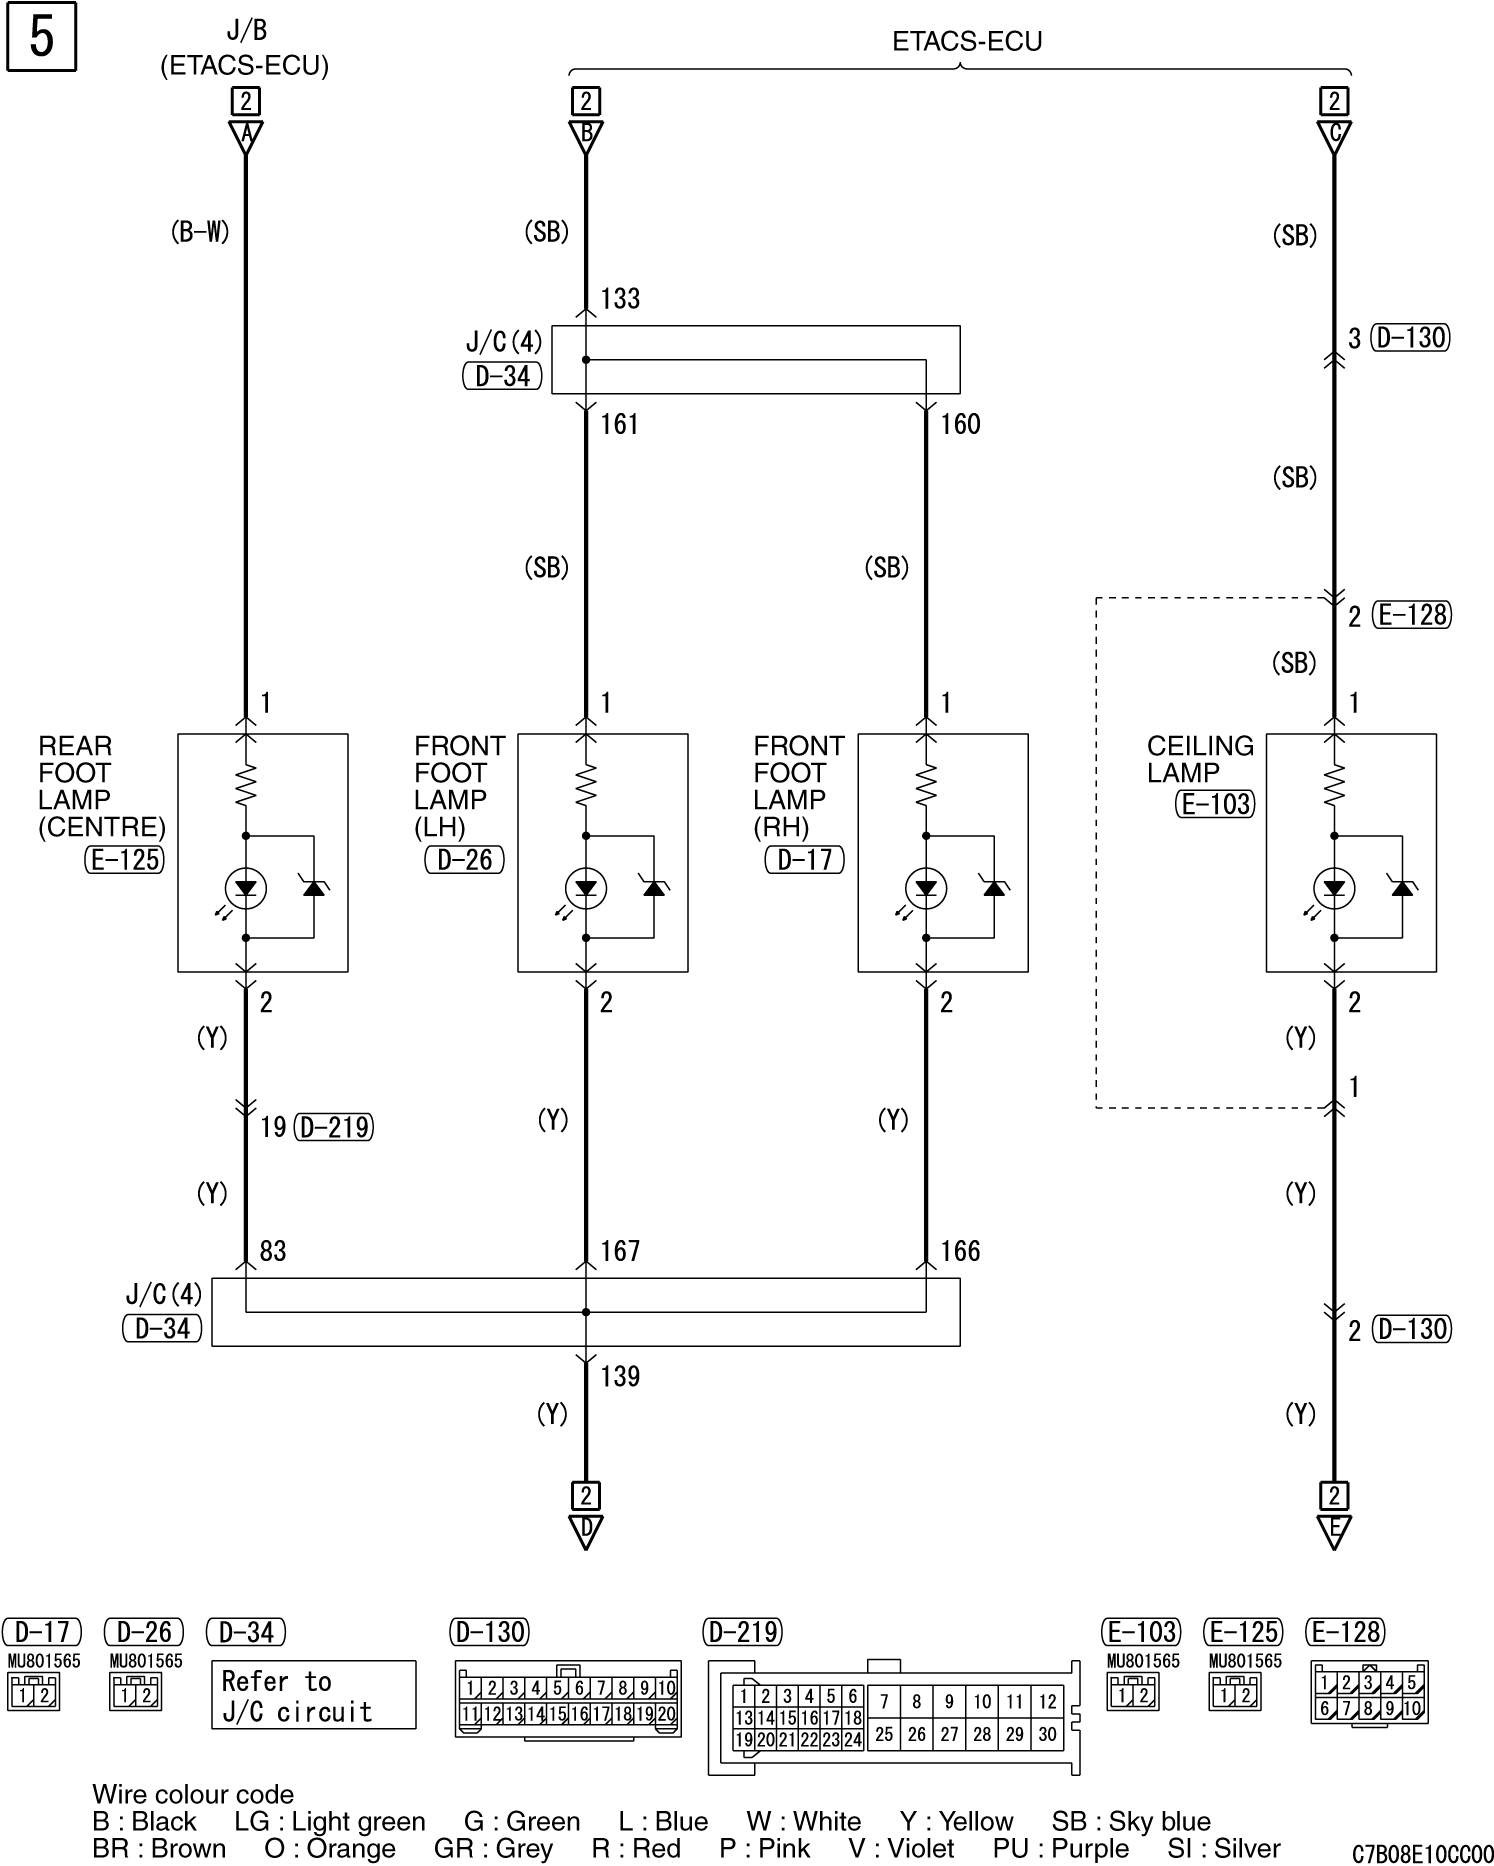 5
J/B
(ETACS-ECU)
ETACS-ECU
2
2
2
A
B
C
(B-W)
(SB)
(SB)
133
J/C(4)
D-34
3 D-130
161
160
(SB)
(SB)
(SB)
2 E-128
(SB)
1
1
1
1
REAR
FOOT
LAMP
(CENTRE)
E-125
FRONT
FOOT
LAMP
(LH)
D-26
FRONT
FOOT
LAMP
(RH)
D-17
CEILING
LAMP
E-103
2
2
2
2
(Y)
(Y)
1
19 D-219
(Y)
(Y)
(Y)
(Y)
83
167
166
J/C(4)
D-34
2 D-130
139
(Y)
(Y)
2
2
D
E
D-17
MU801565
1 2
D-26
MU801565
1 2
D-34
Refer to
J/C circuit
D-130
1 2 3 4 5 6 7 8 9 10
11 12 13 14 15 16 17 18 19 20
D-219
1 2 3 4 5 6 7 8 9 10 11 12
13 14 15 16 17 18
19 20 21 22 23 24 25 26 27 28 29 30
E-103
MU801565
1 2
E-125
MU801565
1 2
E-128
1 2 3 4 5
6 7 8 9 10
Wire colour code
B : Black LG : Light green G : Green L : Blue W : White Y : Yellow SB : Sky blue
BR : Brown O : Orange GR : Grey R : Red P : Pink V : Violet PU : Purple SI : Silver
C7B08E10CC00